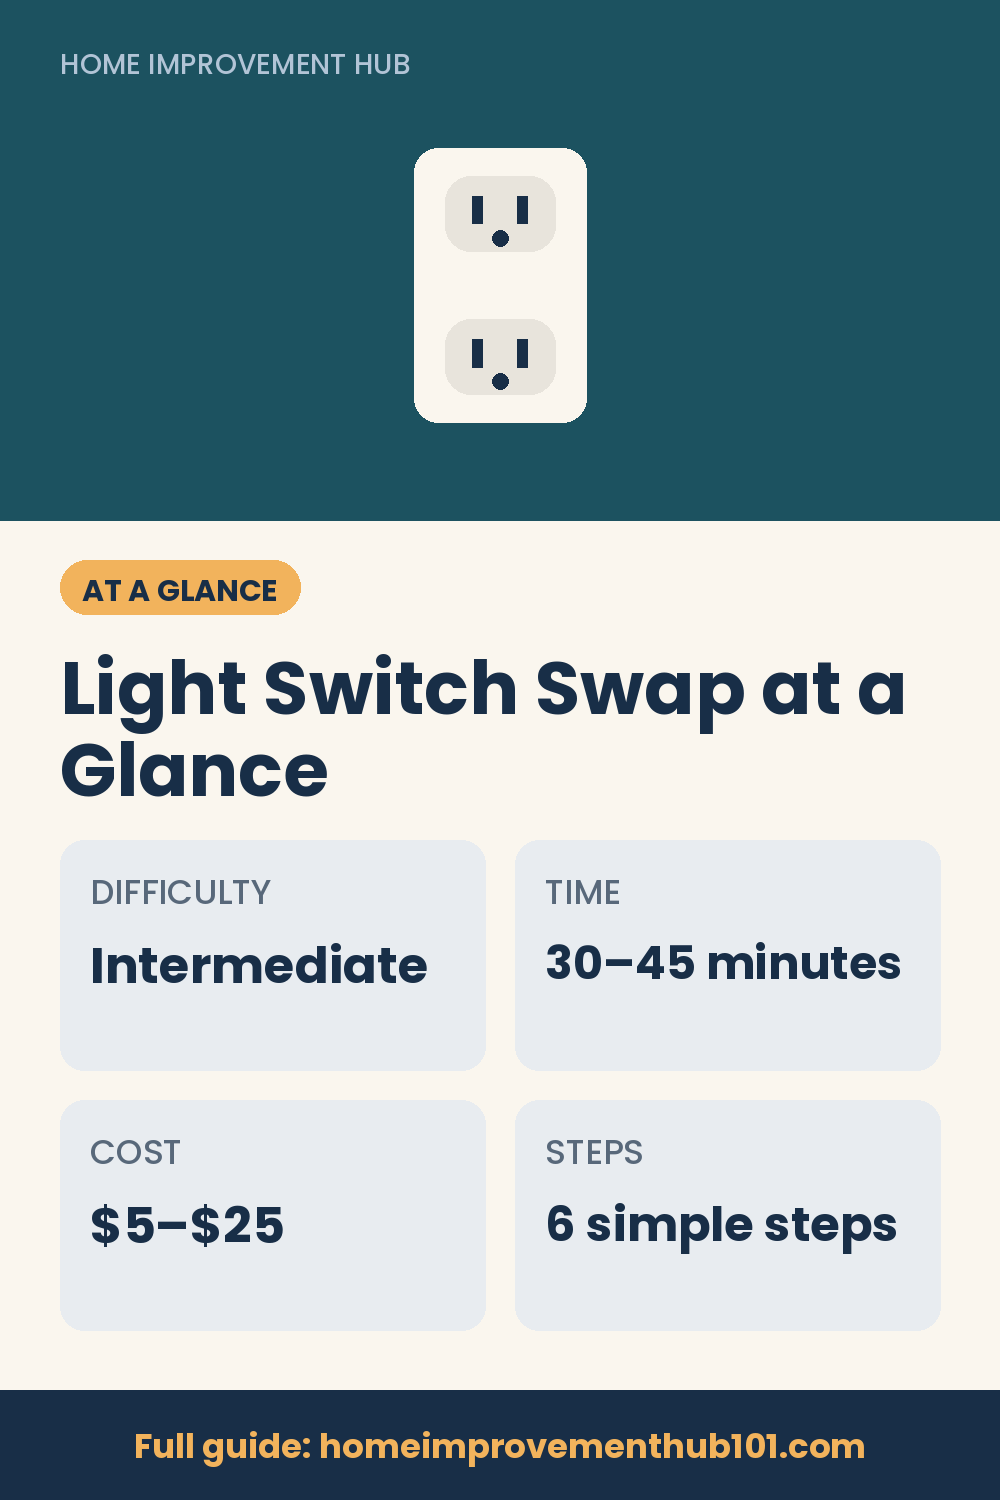 HOME IMPROVEMENT HUB
AT A GLANCE
Light Switch Swap at a
Glance
DIFFICULTY
Intermediate
TIME
30–45 minutes
COST
$5–$25
STEPS
6 simple steps
Full guide: homeimprovementhub101.com